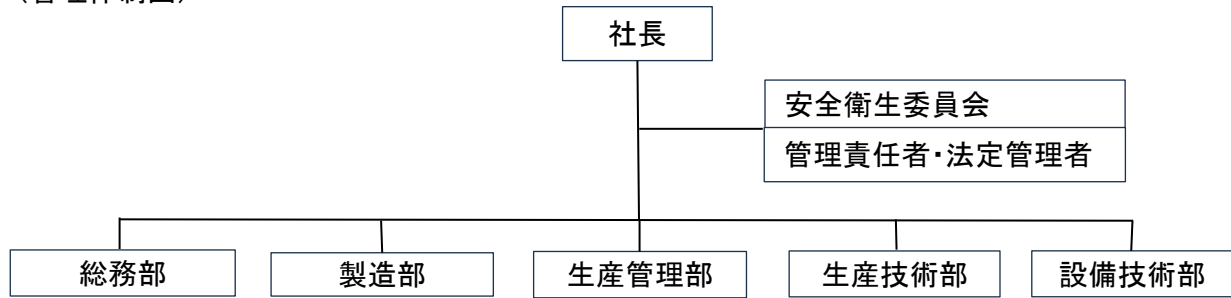 社長
安全衛生委員会
管理責任者・法定管理者
総務部
製造部
生産管理部
生産技術部
設備技術部